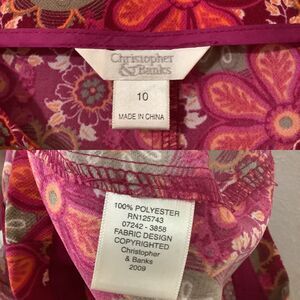 Christopher
& Banks
10
MADE IN CHINA
100% POLYESTER
RN125743
07242 - 3858
FABRIC DESIGN
COPYRIGHTED
Christopher
& Banks
2009